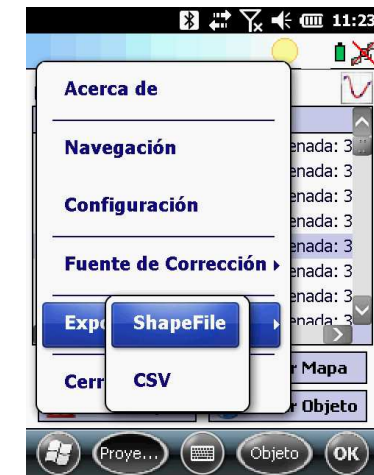 11:23
Acerca de
Navegación
enada: 3
enada: 3
enada: 3
Configuración
enada: 3
enada: 3
Fuente de Corrección
enada: 3
enada: 3
Expo
ShapeFile
enada: 3
Cerr
CSV
r Mapa
r Objeto
Proye...
Objeto
OK